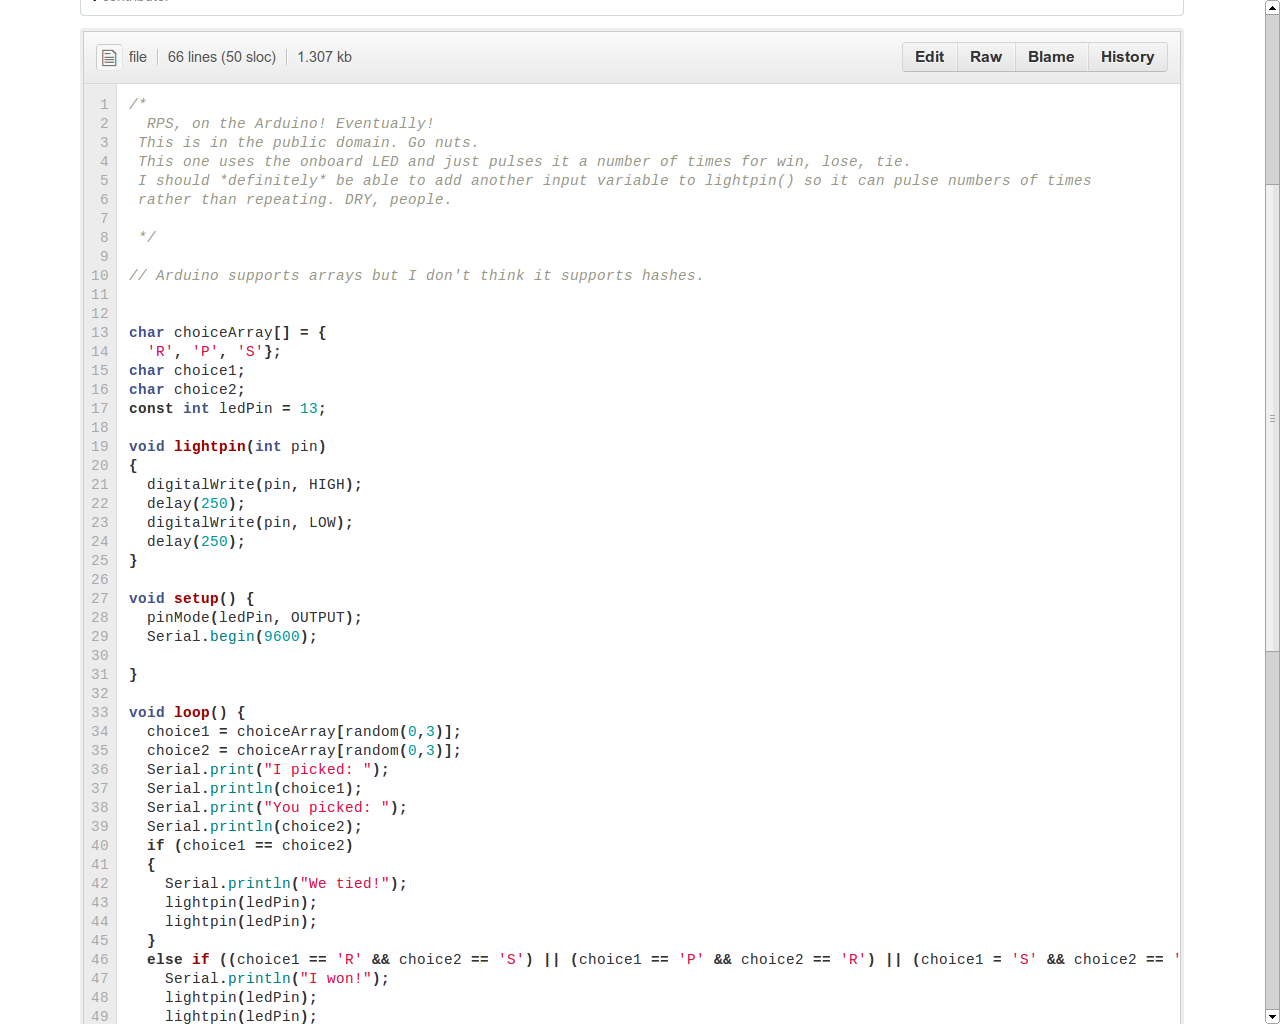 file 66 lines (50 sloc) 1.307 kb Edit Raw Blame History
1 /*
2 RPS, on the Arduino! Eventually!
3 This is in the public domain. Go nuts.
4 This one uses the onboard LED and just pulses it a number of times for win, lose, tie.
5 I should *definitely* be able to add another input variable to lightpin() so it can pulse numbers of times
6 rather than repeating. DRY, people.
7
8 */
9
10 // Arduino supports arrays but I don't think it supports hashes.
11
12
13 char choiceArray[] = {
14 'R', 'P', 'S'};
15 char choice1;
16 char choice2;
17 const int ledPin = 13;
18
19 void lightpin(int pin)
20 {
21 digitalWrite(pin, HIGH);
22 delay(250);
23 digitalWrite(pin, LOW);
24 delay(250);
25 }
26
27 void setup() {
28 pinMode(ledPin, OUTPUT);
29 Serial.begin(9600);
30
31 }
32
33 void loop() {
34 choice1 = choiceArray[random(0,3)];
35 choice2 = choiceArray[random(0,3)];
36 Serial.print("I picked: ");
37 Serial.println(choice1);
38 Serial.print("You picked: ");
39 Serial.println(choice2);
40 if (choice1 == choice2)
41 {
42 Serial.println("We tied!");
43 lightpin(ledPin);
44 lightpin(ledPin);
45 }
46 else if ((choice1 == 'R' && choice2 == 'S') || (choice1 == 'P' && choice2 == 'R') || (choice1 = 'S' && choice2 == '
47 Serial.println("I won!");
48 lightpin(ledPin);
49 lightpin(ledPin);